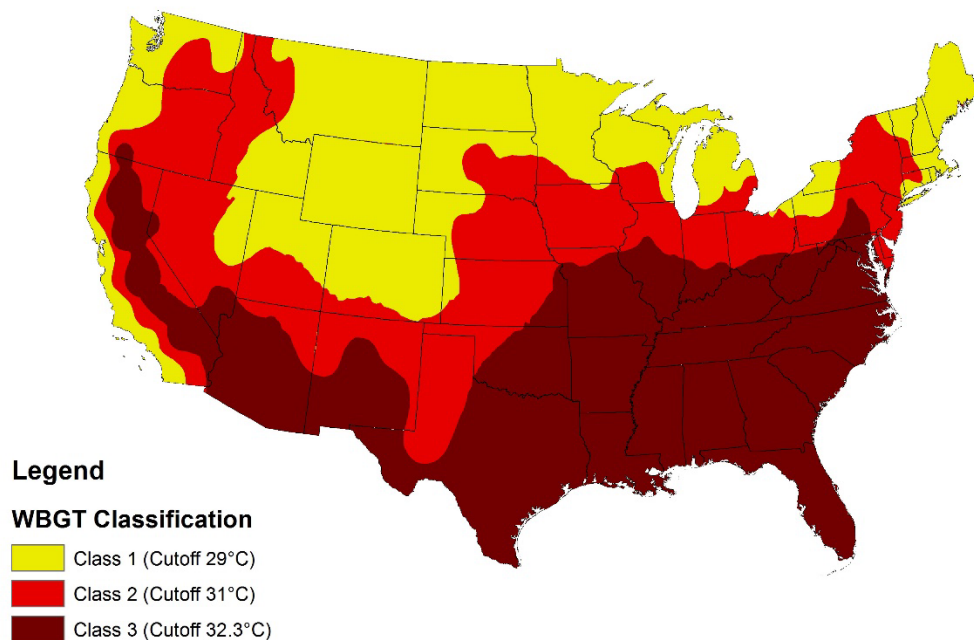 Legend
WBGT Classification
Class 1 (Cutoff 29°C)
Class 2 (Cutoff 31°C)
Class 3 (Cutoff 32.3°C)